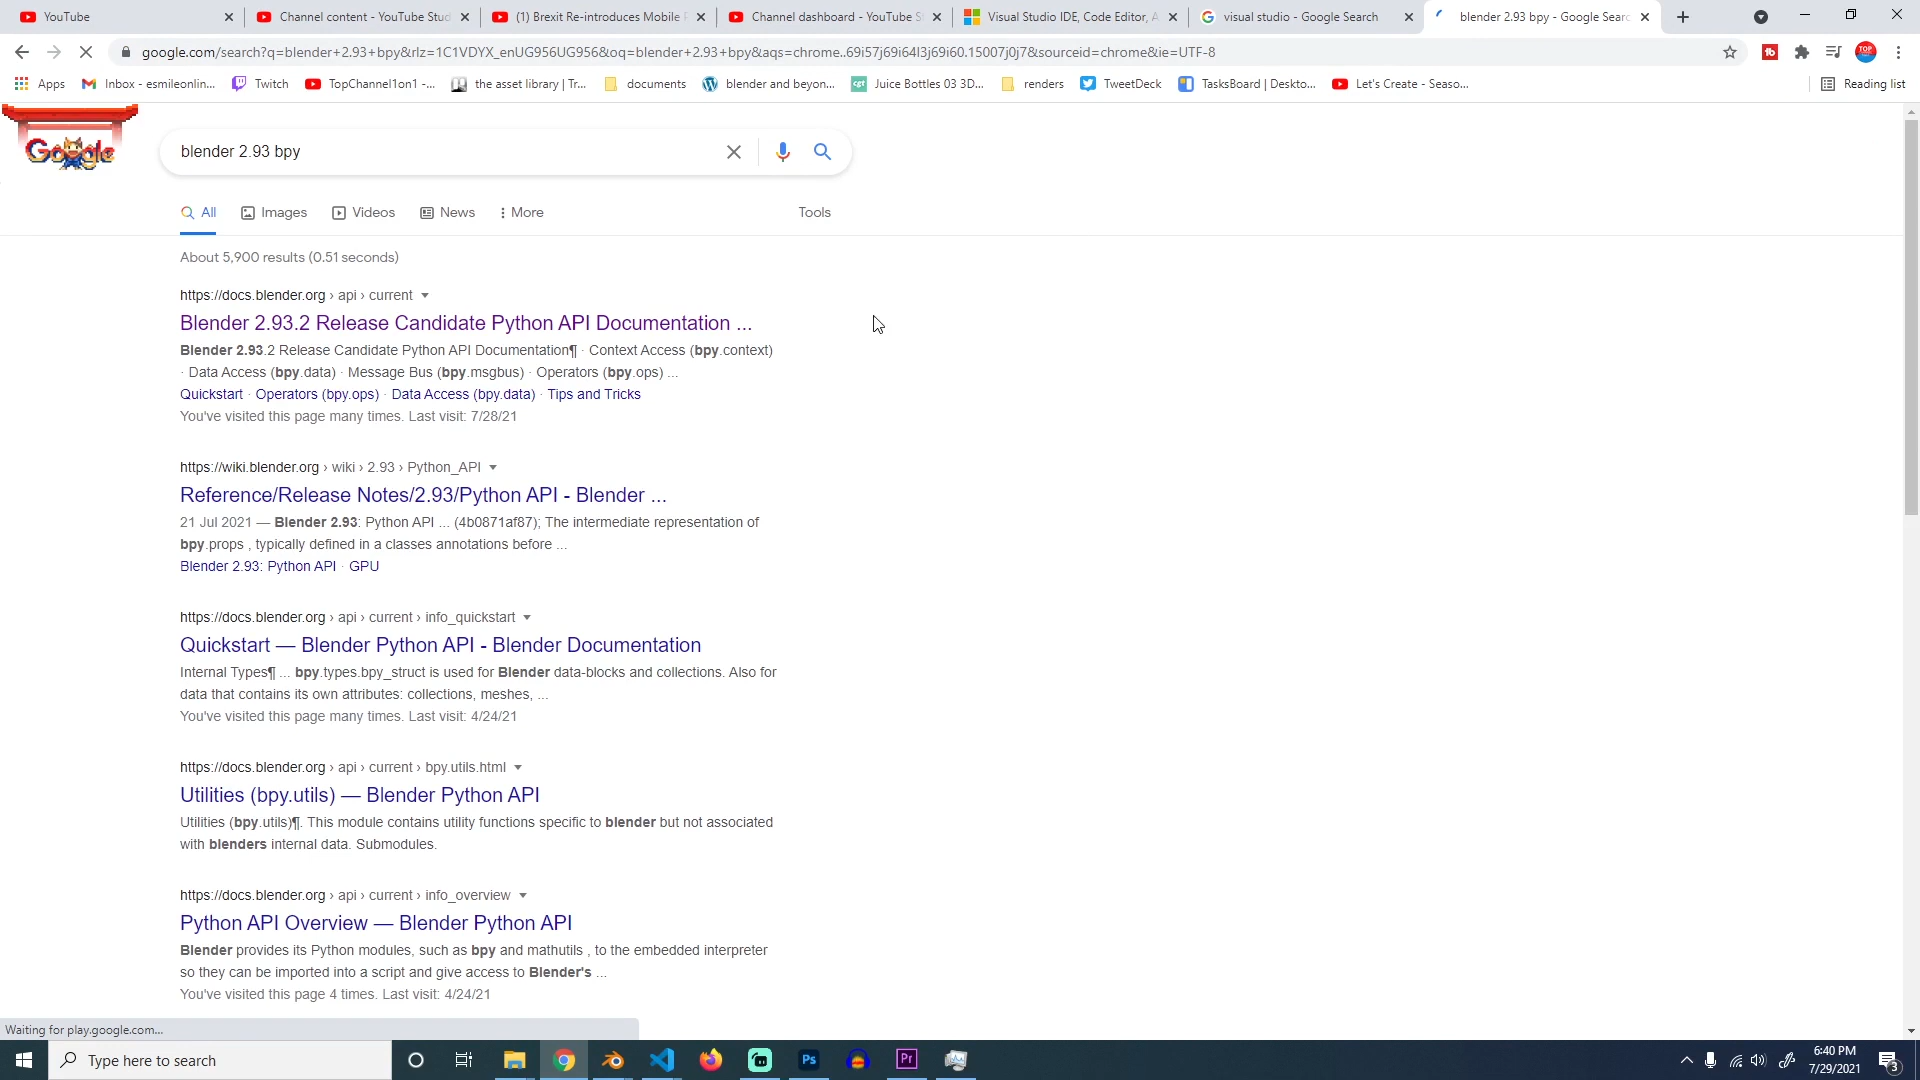 YouTube
Channel content - YouTube Stud
(1) Brexit Re-introduces Mobile
Channel dashboard - YouTube S
Visual Studio IDE, Code Editor, A
visual studio - Google Search
blender 2.93 bpy - Google Searc
google.com/search?q=blender+2.93+bpy&rlz=1C1VDYX_enUG956UG956&oq=blender+2.93+bpy&aqs=chrome..69i57j69i64l3j69i60.15007j0j7&sourceid=chrome&ie=UTF-8
Apps
Inbox - esmileonlin...
Twitch
TopChannel1on1 -...
the asset library | Tr...
documents
blender and beyon...
Juice Bottles 03 3D...
renders
TweetDeck
TasksBoard | Deskto...
Let's Create - Seaso...
Reading list
Google
blender 2.93 bpy
All
Images
Videos
News
More
Tools
About 5,900 results (0.51 seconds)
https://docs.blender.org › api › current
Blender 2.93.2 Release Candidate Python API Documentation ...
Blender 2.93.2 Release Candidate Python API Documentation¶ · Context Access (bpy.context)
· Data Access (bpy.data) · Message Bus (bpy.msgbus) · Operators (bpy.ops) ...
Quickstart · Operators (bpy.ops) · Data Access (bpy.data) · Tips and Tricks
You've visited this page many times. Last visit: 7/28/21
https://wiki.blender.org › wiki › 2.93 › Python_API
Reference/Release Notes/2.93/Python API - Blender ...
21 Jul 2021 — Blender 2.93: Python API ... (4b0871af87); The intermediate representation of
bpy.props , typically defined in a classes annotations before ...
Blender 2.93: Python API · GPU
https://docs.blender.org › api › current › info_quickstart
Quickstart — Blender Python API - Blender Documentation
Internal Types¶ ... bpy.types.bpy_struct is used for Blender data-blocks and collections. Also for
data that contains its own attributes: collections, meshes, ...
You've visited this page many times. Last visit: 4/24/21
https://docs.blender.org › api › current › bpy.utils.html
Utilities (bpy.utils) — Blender Python API
Utilities (bpy.utils)¶. This module contains utility functions specific to blender but not associated
with blenders internal data. Submodules.
https://docs.blender.org › api › current › info_overview
Python API Overview — Blender Python API
Blender provides its Python modules, such as bpy and mathutils , to the embedded interpreter
so they can be imported into a script and give access to Blender's ...
You've visited this page 4 times. Last visit: 4/24/21
Waiting for play.google.com...
Type here to search
Ps
Pr
6:40 PM
7/29/2021
3